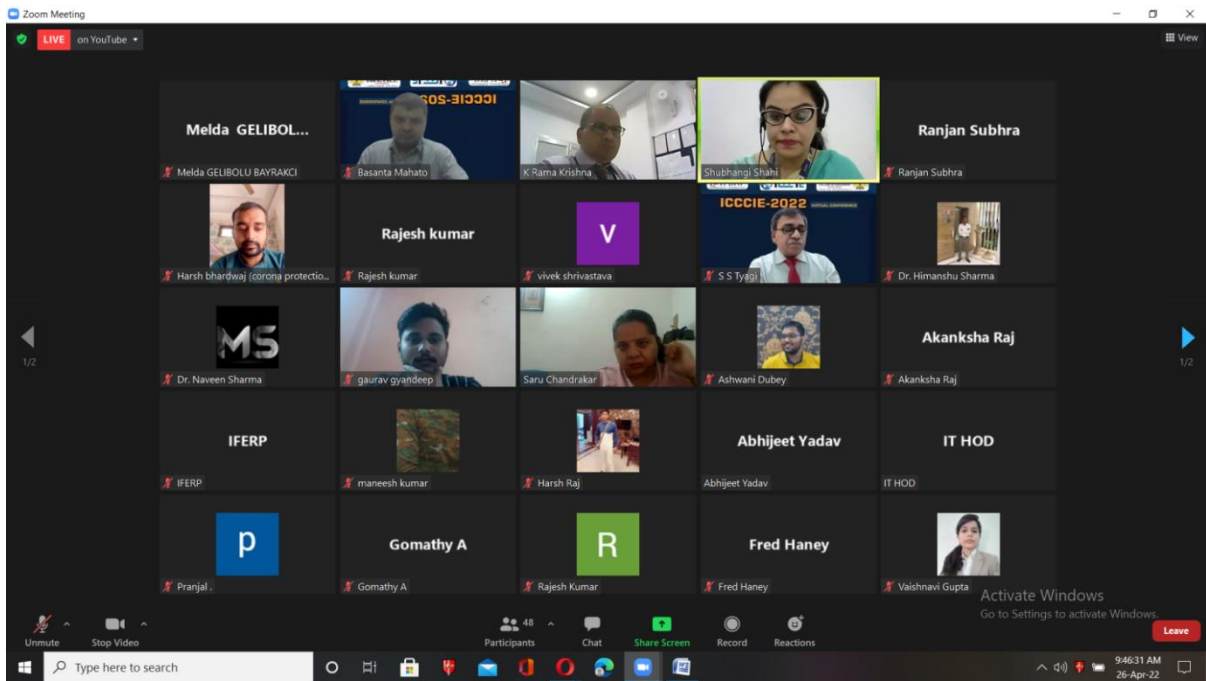 Zoom Meeting
LIVE on YouTube
View
Melda GELIBOL...
Melda GELIBOLU BAYRAKCI
ICCCIE-202
Basanta Mahato
K Rama Krishna
Shubhangi Shahi
Ranjan Subhra
Ranjan Subhra
Harsh bhardwaj (corona protectio...
Rajesh kumar
Rajesh kumar
V
vivek shrivastava
ICCCIE-2022 VIRTUAL CONFERENCE
S S Tyagi
Dr. Himanshu Sharma
1/2
MS
Dr. Naveen Sharma
gaurav gyandeep
Saru Chandrakar
Ashwani Dubey
Akanksha Raj
Akanksha Raj
1/2
IFERP
IFERP
maneesh kumar
Harsh Raj
Abhijeet Yadav
Abhijeet Yadav
IT HOD
IT HOD
p
Pranjal .
Gomathy A
Gomathy A
R
Rajesh Kumar
Fred Haney
Fred Haney
Vaishnavi Gupta
Activate Windows
Go to Settings to activate Windows.
Unmute
Stop Video
48
Participants
Chat
Share Screen
Record
Reactions
Leave
Type here to search
9:46:31 AM
26-Apr-22